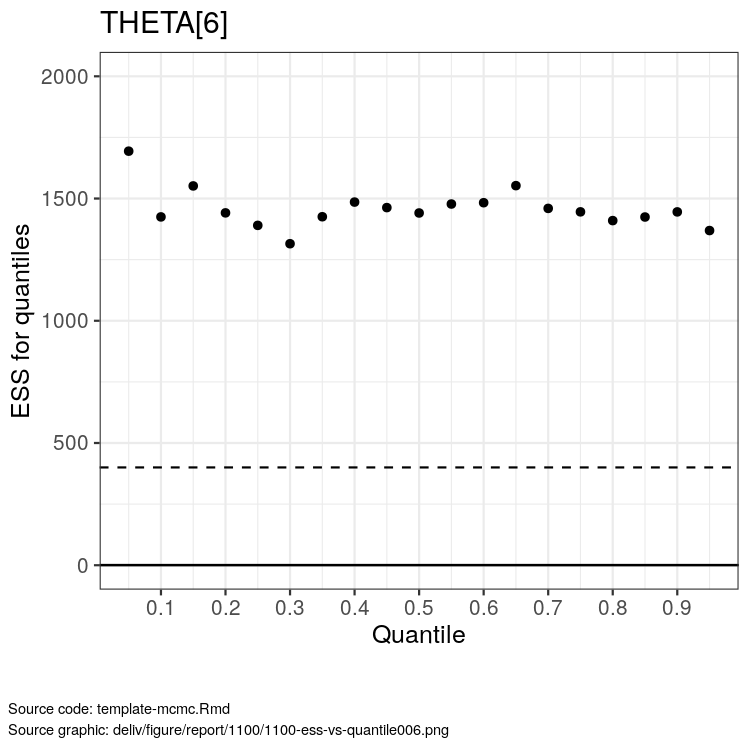 THETA[6]
2000
1500
1000
500
0
ESS for quantiles
0.1 0.2 0.3 0.4 0.5 0.6 0.7 0.8 0.9
Quantile
Source code: template-mcmc.Rmd
Source graphic: deliv/figure/report/1100/1100-ess-vs-quantile006.png